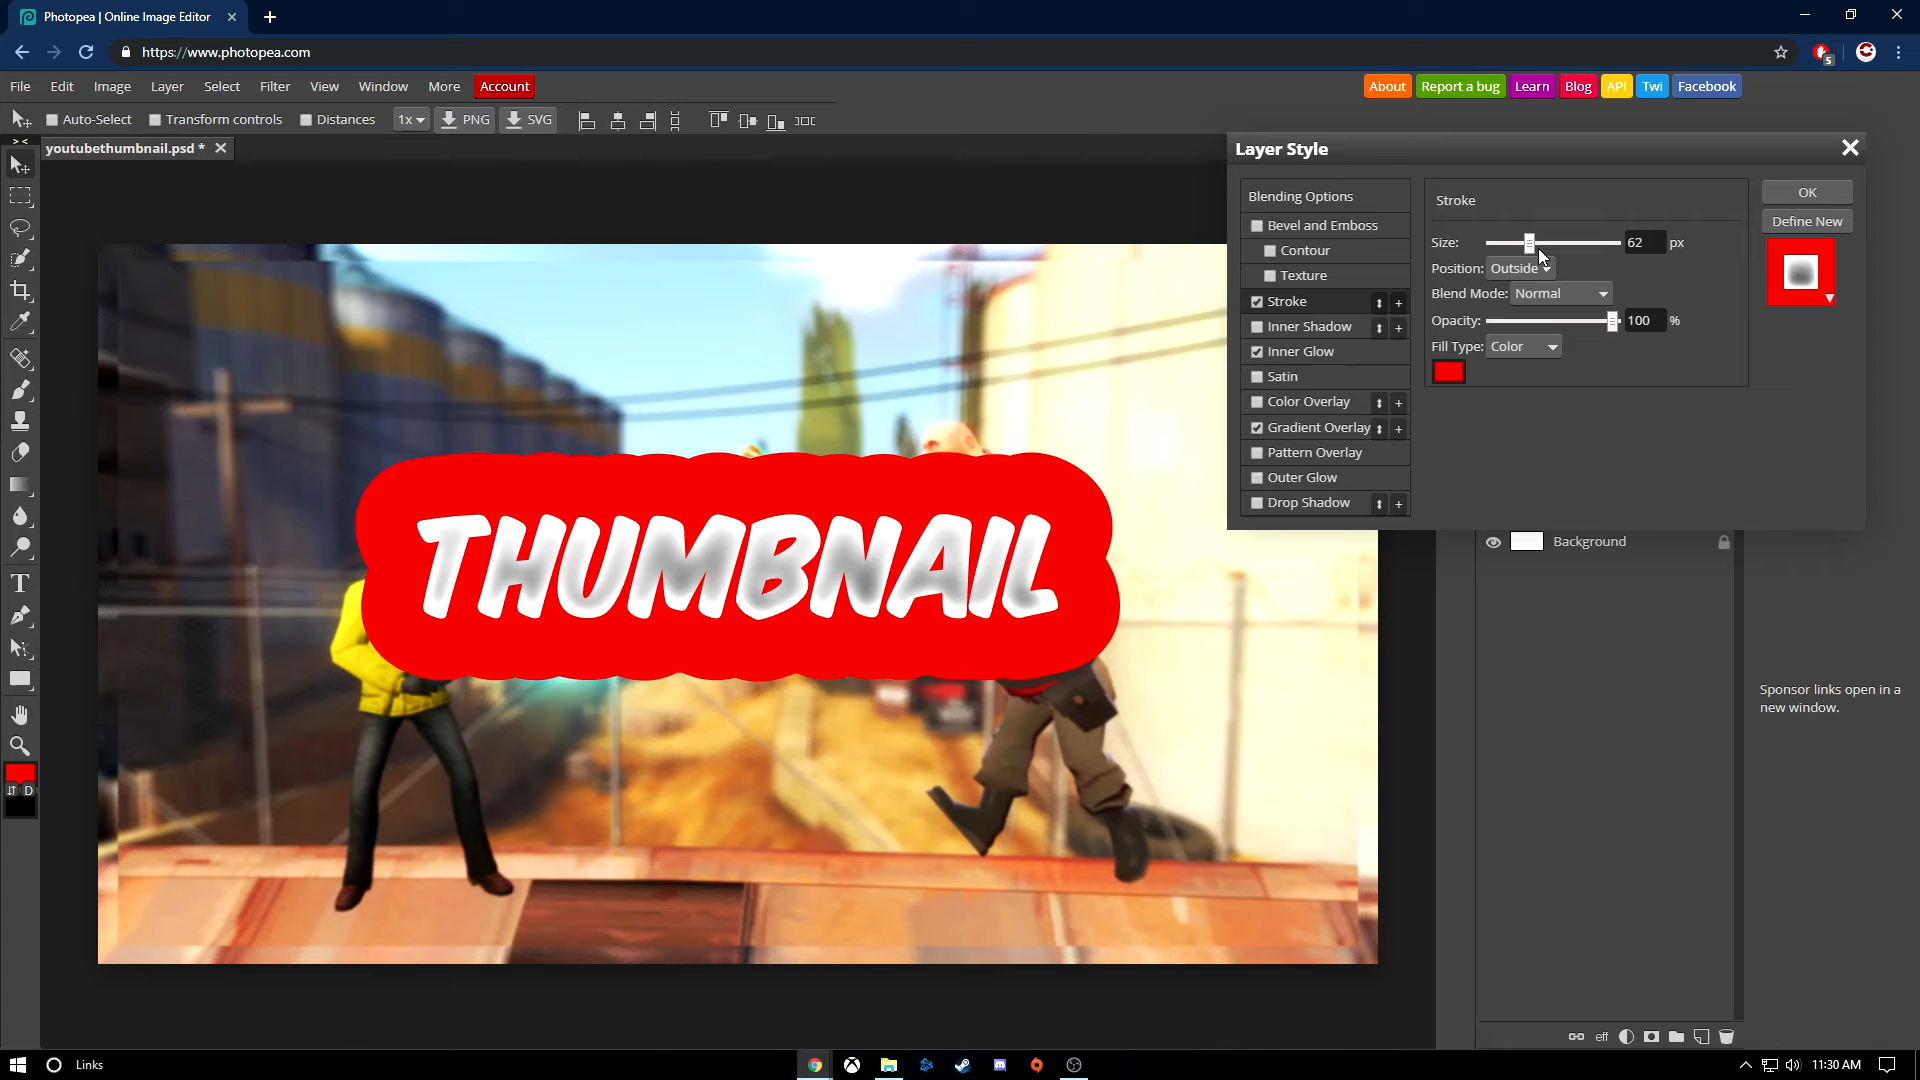 Photopea | Online Image Editor
https://www.photopea.com
5
File Edit Image Layer Select Filter View Window More Account
About Report a bug Learn Blog API Twi Facebook
Auto-Select Transform controls Distances 1x PNG SVG
> <
youtubethumbnail.psd *
Layer Style
Blending Options
Bevel and Emboss
Contour
Texture
Stroke +
Inner Shadow +
Inner Glow
Satin
Color Overlay +
Gradient Overlay +
Pattern Overlay
Outer Glow
Drop Shadow +
Stroke
Size: 62 px
Position: Outside
Blend Mode: Normal
Opacity: 100 %
Fill Type: Color
OK
Define New
THUMBNAIL
Background
Sponsor links open in a
new window.
T
D
eff
Links
11:30 AM